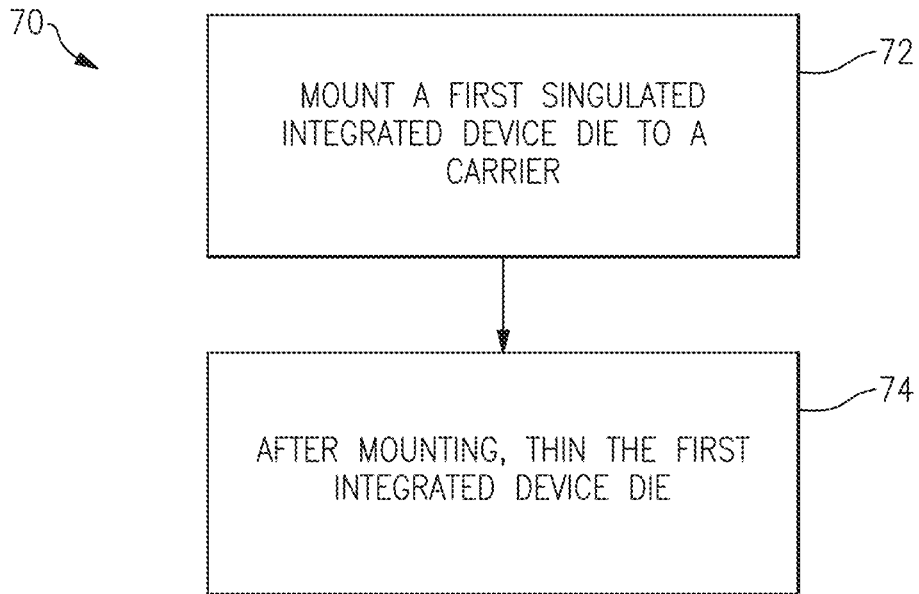 70
72
MOUNT A FIRST SINGULATED
INTEGRATED DEVICE DIE TO A
CARRIER
74
AFTER MOUNTING, THIN THE FIRST
INTEGRATED DEVICE DIE